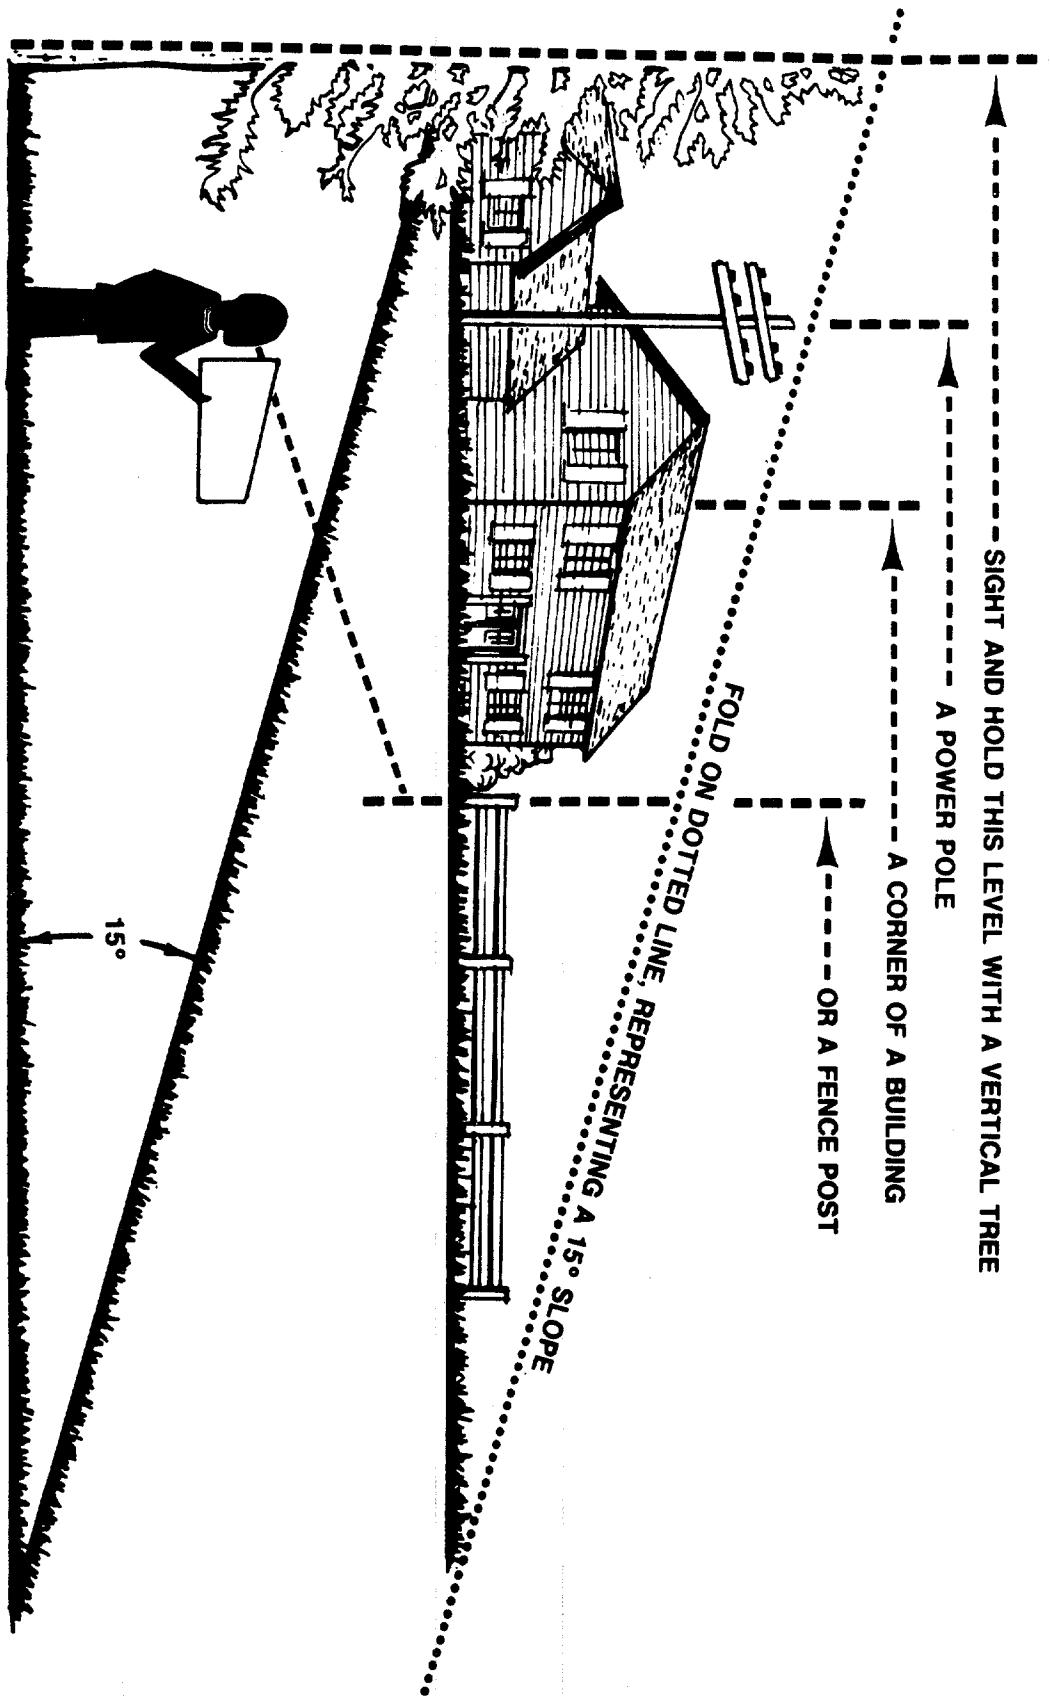 SIGHT AND HOLD THIS LEVEL WITH A VERTICAL TREE
A POWER POLE
A CORNER OF A BUILDING
OR A FENCE POST
FOLD ON DOTTED LINE, REPRESENTING A 15° SLOPE
15°